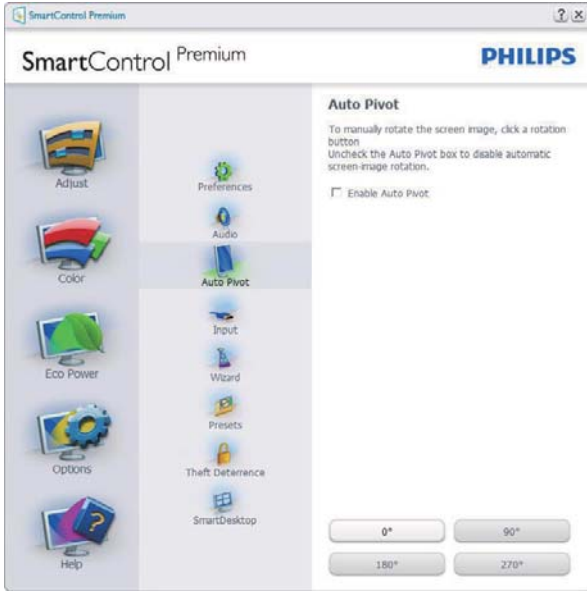 SmartControl Premium
? x
SmartControl Premium
PHILIPS
Adjust
Color
Eco Power
Options
Help
Preferences
Audio
Auto Pivot
Input
Wizard
Presets
Theft Deterrence
SmartDesktop
Auto Pivot
To manually rotate the screen image, click a rotation
button
Uncheck the Auto Pivot box to disable automatic
screen-image rotation.
Enable Auto Pivot
0°
90°
180°
270°